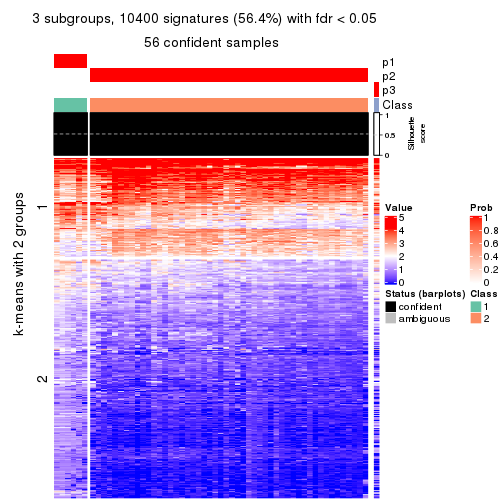 3 subgroups, 10400 signatures (56.4%) with fdr < 0.05
56 confident samples
p1
p2
p3
Class
1
0.5
0
Silhouette
score
k-means with 2 groups
1
2
Value
5
4
3
2
1
0
Prob
1
0.8
0.6
0.4
0.2
0
Status (barplots)
confident
ambiguous
Class
1
2